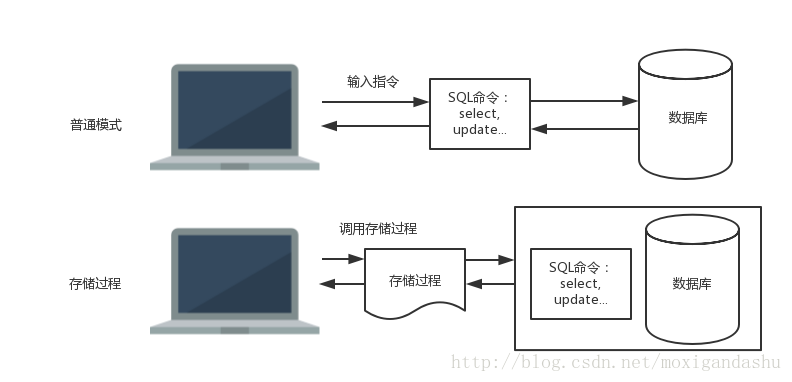 输入指令
普通模式
SQL命令：
select,
update...
数据库
调用存储过程
存储过程
存储过程
SQL命令：
select,
update...
数据库
http://blog.csdn.net/moxigandashu